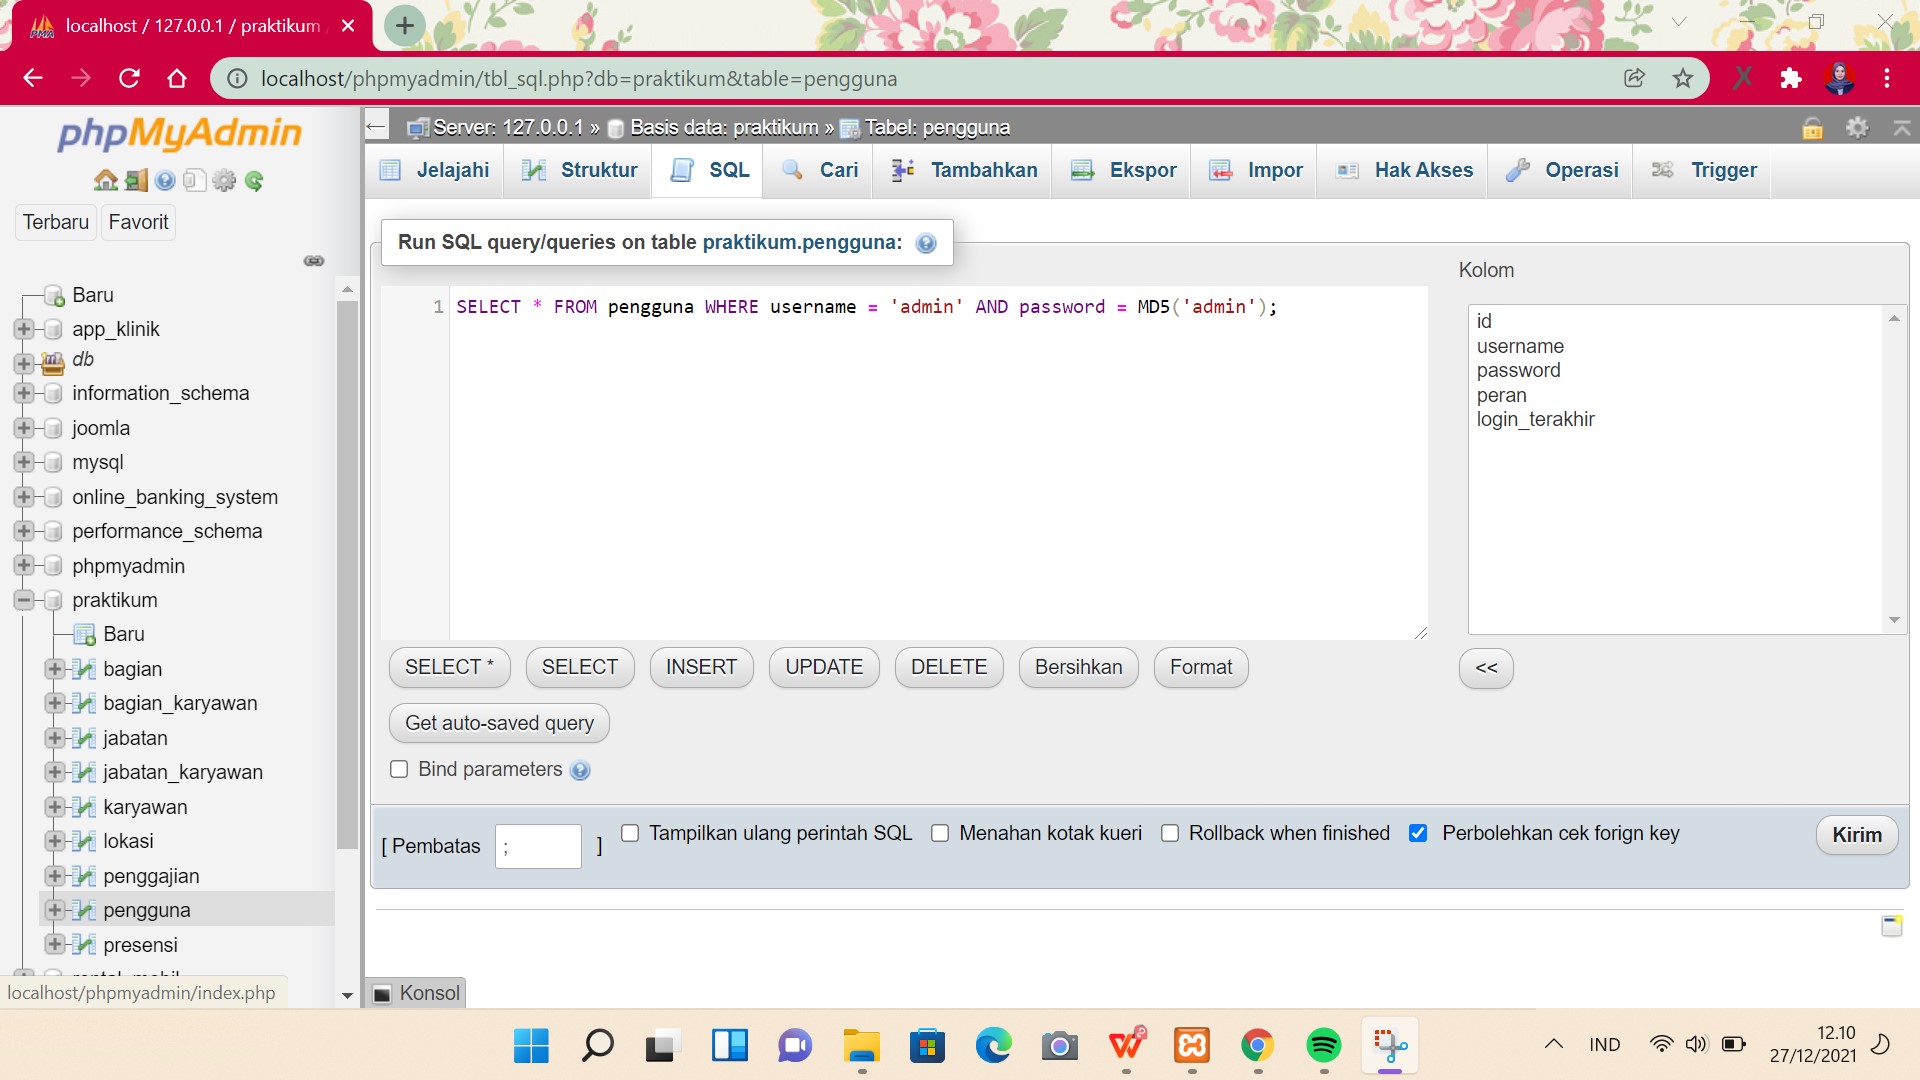 localhost / 127.0.0.1 / praktikum
localhost/phpmyadmin/tbl_sql.php?db=praktikum&table=pengguna
phpMyAdmin
Terbaru Favorit
Baru
app_klinik
db
information_schema
joomla
mysql
online_banking_system
performance_schema
phpmyadmin
praktikum
Baru
bagian
bagian_karyawan
jabatan
jabatan_karyawan
karyawan
lokasi
penggajian
pengguna
presensi
localhost/phpmyadmin/index.php
Server: 127.0.0.1 » Basis data: praktikum » Tabel: pengguna
Jelajahi Struktur SQL Cari Tambahkan Ekspor Impor Hak Akses Operasi Trigger
Run SQL query/queries on table praktikum.pengguna:
1 SELECT * FROM pengguna WHERE username = 'admin' AND password = MD5('admin');
Kolom
id
username
password
peran
login_terakhir
SELECT * SELECT INSERT UPDATE DELETE Bersihkan Format <<
Get auto-saved query
Bind parameters
[ Pembatas ; ] Tampilkan ulang perintah SQL Menahan kotak kueri Rollback when finished Perbolehkan cek forign key Kirim
Konsol
IND
12.10
27/12/2021